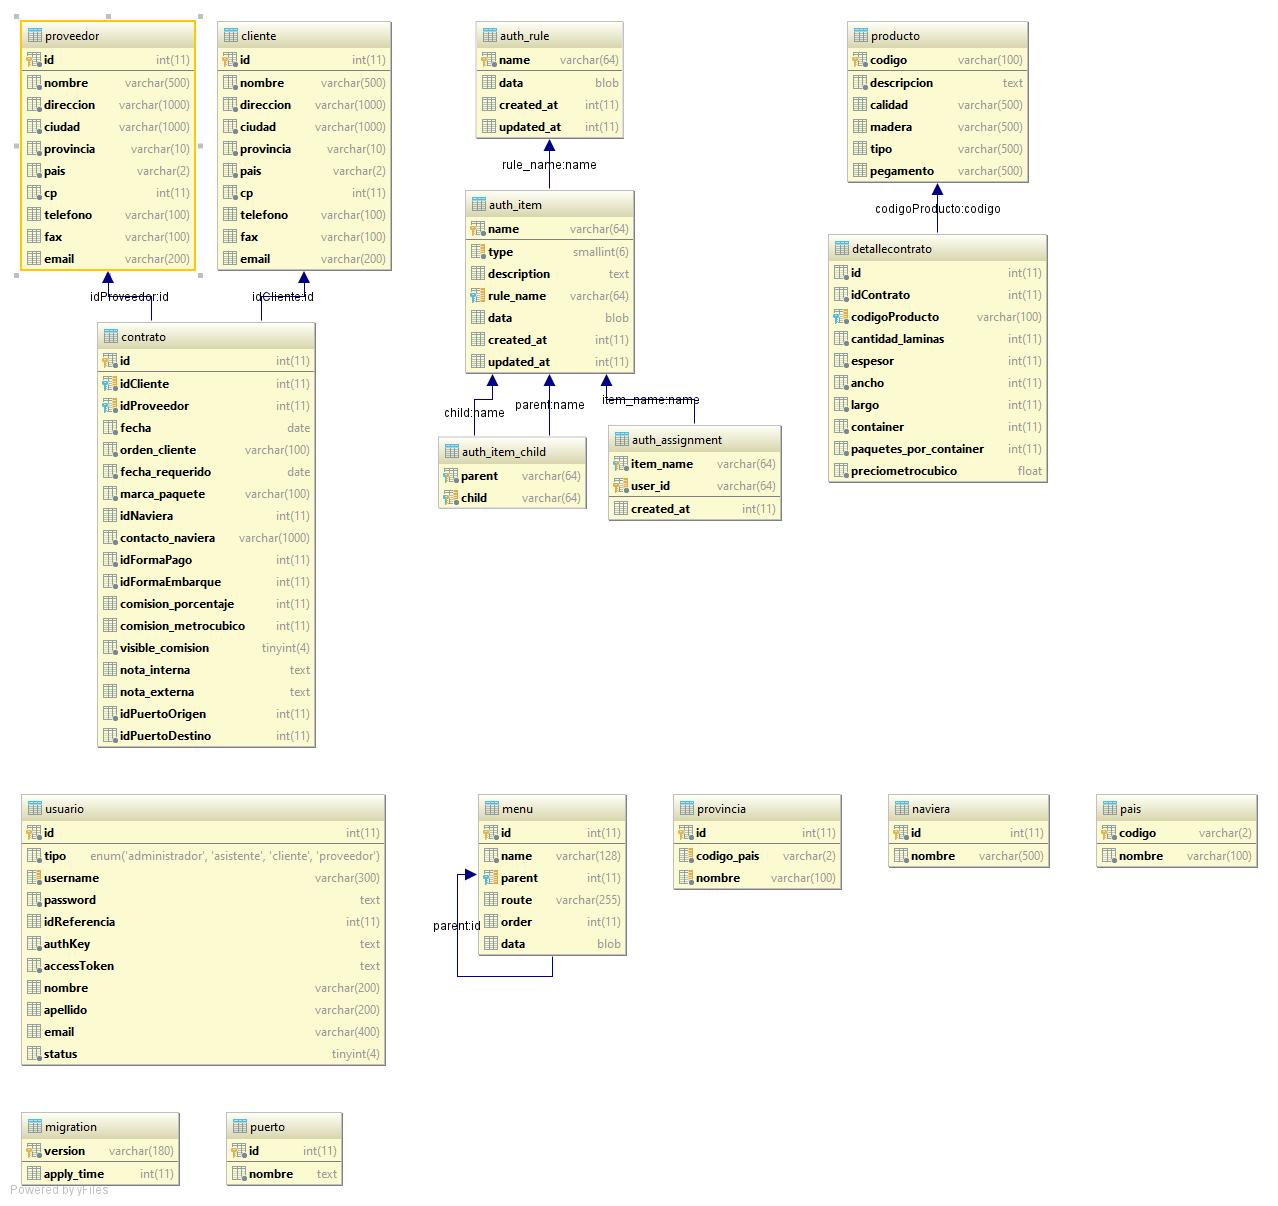 proveedor
id int(11)
nombre varchar(500)
direccion varchar(1000)
ciudad varchar(1000)
provincia varchar(10)
pais varchar(2)
cp int(11)
telefono varchar(100)
fax varchar(100)
email varchar(200)
cliente
id int(11)
nombre varchar(500)
direccion varchar(1000)
ciudad varchar(1000)
provincia varchar(10)
pais varchar(2)
cp int(11)
telefono varchar(100)
fax varchar(100)
email varchar(200)
idProveedor:id
idCliente:id
contrato
id int(11)
idCliente int(11)
idProveedor int(11)
fecha date
orden_cliente varchar(100)
fecha_requerido date
marca_paquete varchar(100)
idNaviera int(11)
contacto_naviera varchar(1000)
idFormaPago int(11)
idFormaEmbarque int(11)
comision_porcentaje int(11)
comision_metrocubico int(11)
visible_comision tinyint(4)
nota_interna text
nota_externa text
idPuertoOrigen int(11)
idPuertoDestino int(11)
auth_rule
name varchar(64)
data blob
created_at int(11)
updated_at int(11)
rule_name:name
auth_item
name varchar(64)
type smallint(6)
description text
rule_name varchar(64)
data blob
created_at int(11)
updated_at int(11)
child:name
parent:name
item_name:name
auth_item_child
parent varchar(64)
child varchar(64)
auth_assignment
item_name varchar(64)
user_id varchar(64)
created_at int(11)
producto
codigo varchar(100)
descripcion text
calidad varchar(500)
madera varchar(500)
tipo varchar(500)
pegamento varchar(500)
codigoProducto:codigo
detallecontrato
id int(11)
idContrato int(11)
codigoProducto varchar(100)
cantidad_laminas int(11)
espesor int(11)
ancho int(11)
largo int(11)
container int(11)
paquetes_por_container int(11)
preciometrocubico float
usuario
id int(11)
tipo enum('administrador', 'asistente', 'cliente', 'proveedor')
username varchar(300)
password text
idReferencia int(11)
authKey text
accessToken text
nombre varchar(200)
apellido varchar(200)
email varchar(400)
status tinyint(4)
menu
id int(11)
name varchar(128)
parent int(11)
route varchar(255)
order int(11)
data blob
parent:id
provincia
id int(11)
codigo_pais varchar(2)
nombre varchar(100)
naviera
id int(11)
nombre varchar(500)
pais
codigo varchar(2)
nombre varchar(100)
migration
version varchar(180)
apply_time int(11)
puerto
id int(11)
nombre text
Powered by yFiles